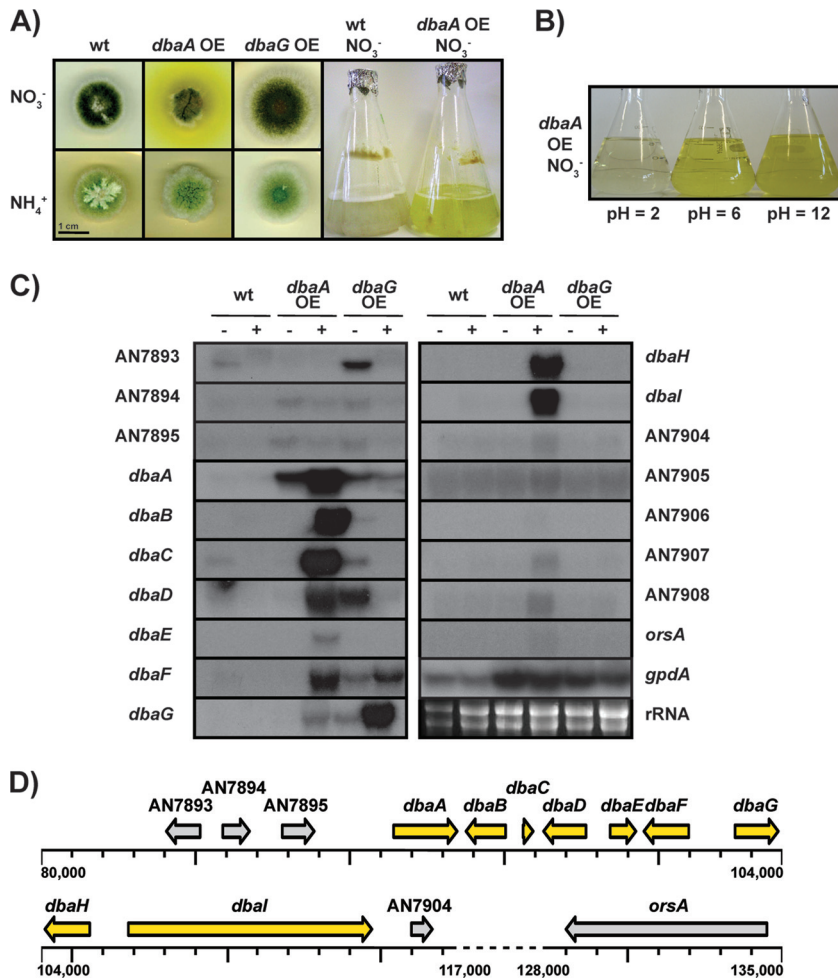 A)
wt dbaA OE dbaG OE
wt NO3- dbaA OE NO3-
NO3-
NH4+
1 cm
B)
dbaA OE NO3-
pH = 2 pH = 6 pH = 12
C)
wt dbaA OE dbaG OE wt dbaA OE dbaG OE
- + - + - + - + - + - +
AN7893 dbaH
AN7894 dbaI
AN7895 AN7904
dbaA AN7905
dbaB AN7906
dbaC AN7907
dbaD AN7908
dbaE orsA
dbaF gpdA
dbaG rRNA
D)
AN7894 dbaC
AN7893 AN7895 dbaA dbaB dbaD dbaE dbaF dbaG
80,000 104,000
dbaH dbaI AN7904 orsA
104,000 117,000 128,000 135,000